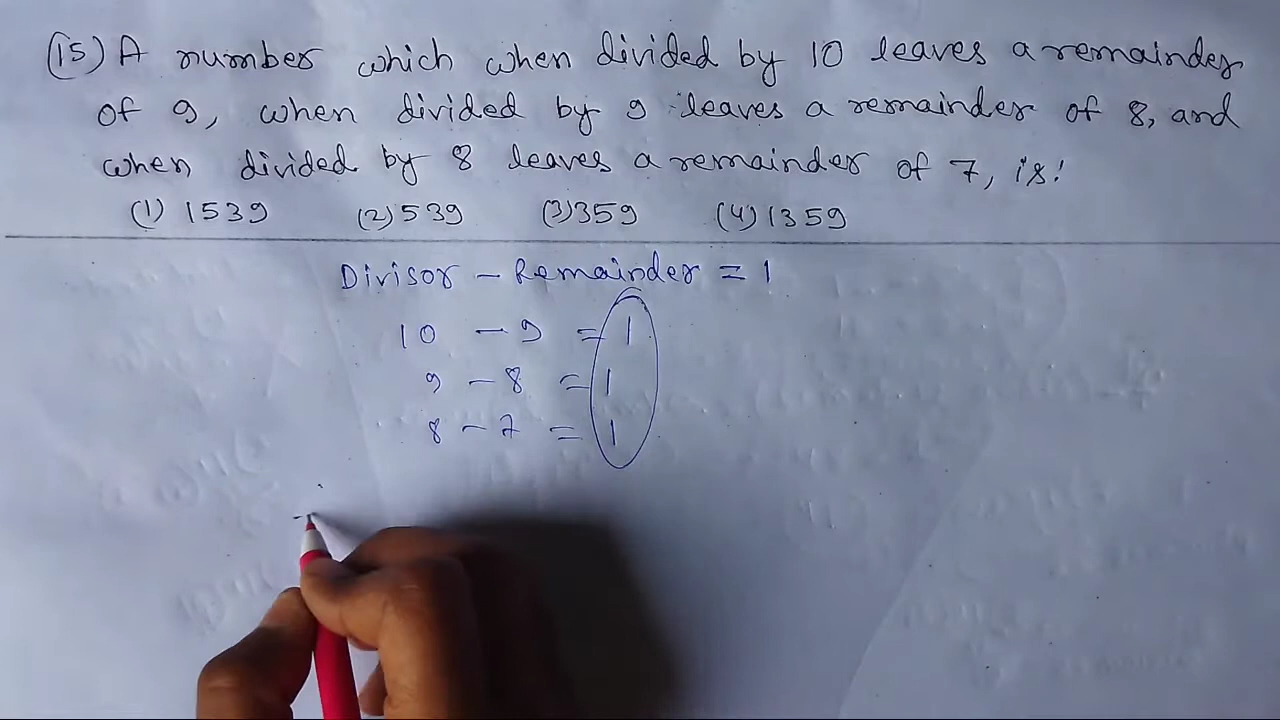 (15) A number which when divided by 10 leaves a remainder
of 9, when divided by 9 leaves a remainder of 8, and
when divided by 8 leaves a remainder of 7, is:
(1) 1539 (2) 539 (3) 359 (4) 1359
Divisor - Remainder = 1
10 - 9 = 1
9 - 8 = 1
8 - 7 = 1